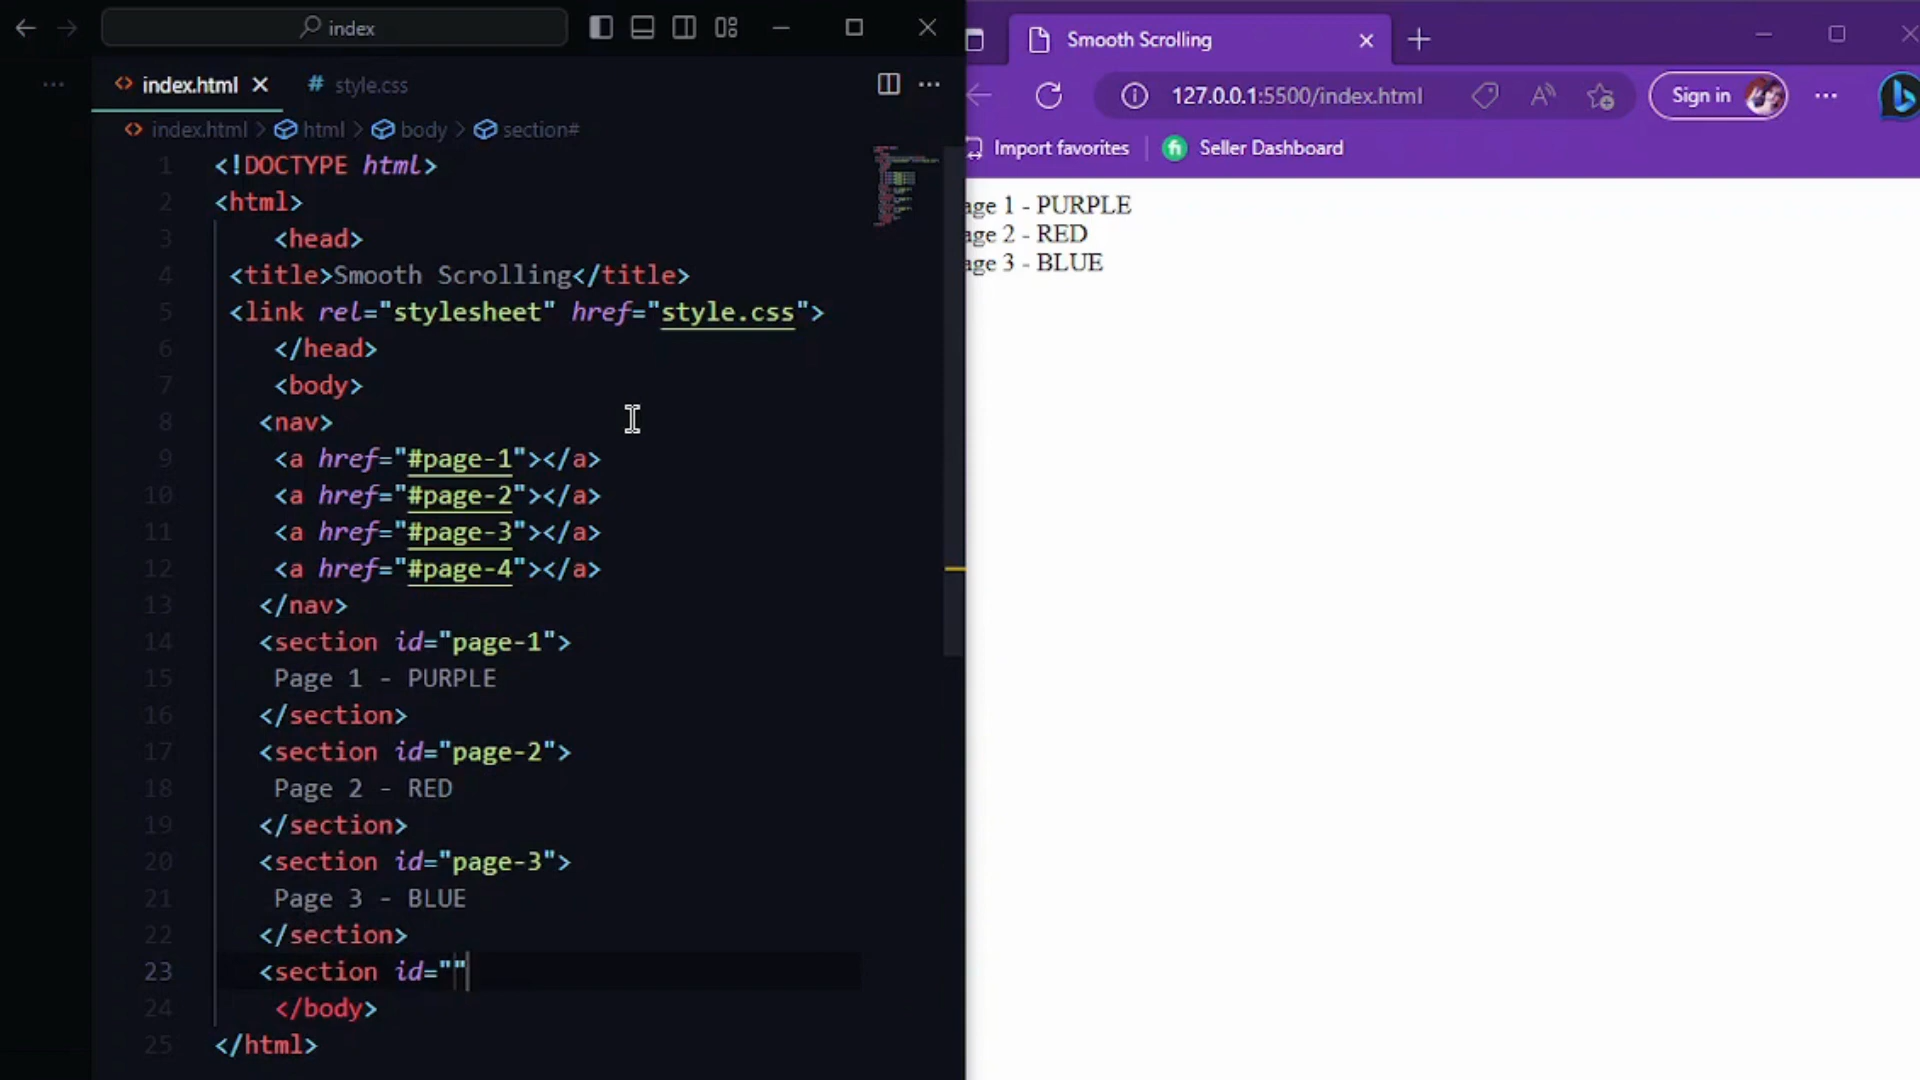 index
index.html
style.css
index.html > html > body > section#
1 <!DOCTYPE html>
2 <html>
3 <head>
4 <title>Smooth Scrolling</title>
5 <link rel="stylesheet" href="style.css">
6 </head>
7 <body>
8 <nav>
9 <a href="#page-1"></a>
10 <a href="#page-2"></a>
11 <a href="#page-3"></a>
12 <a href="#page-4"></a>
13 </nav>
14 <section id="page-1">
15 Page 1 - PURPLE
16 </section>
17 <section id="page-2">
18 Page 2 - RED
19 </section>
20 <section id="page-3">
21 Page 3 - BLUE
22 </section>
23 <section id=""
24 </body>
25 </html>
Smooth Scrolling
127.0.0.1:5500/index.html
Sign in
Import favorites
fi Seller Dashboard
age 1 - PURPLE
age 2 - RED
age 3 - BLUE